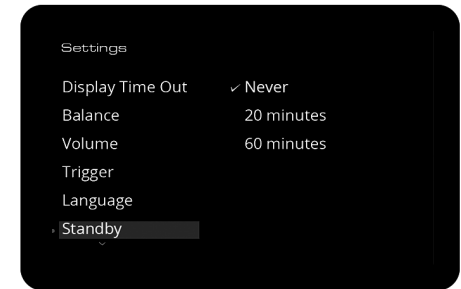 Settings
Display Time Out
Balance
Volume
Trigger
Language
Standby
Never
20 minutes
60 minutes